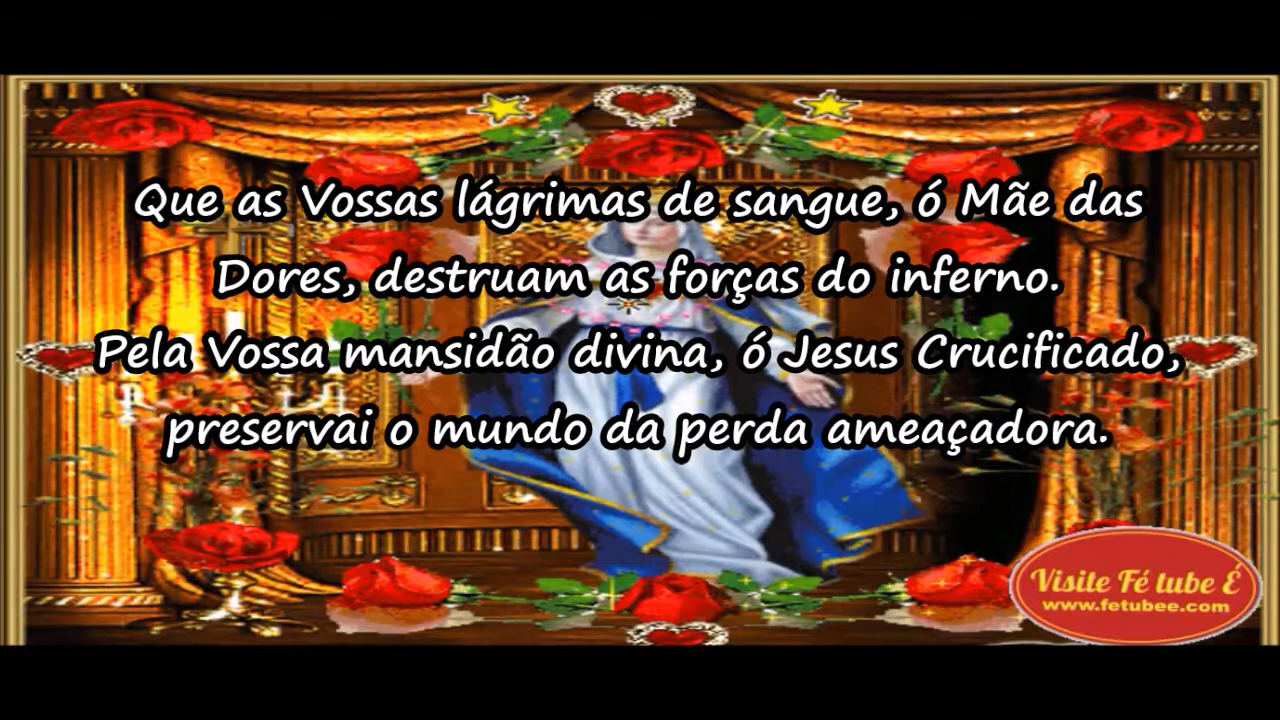 Que as Vossas lágrimas de sangue, ó Mãe das
Dores, destruam as forças do inferno.
Pela Vossa mansidão divina, ó Jesus Crucificado,
preservai o mundo da perda ameaçadora.
Visite Fé tube É
www.fetubee.com